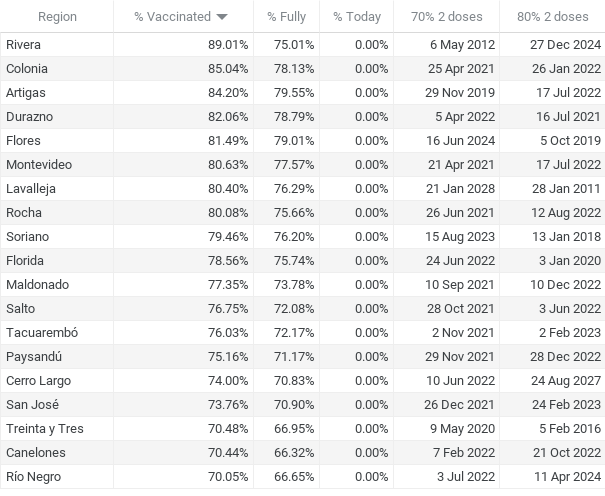 Region % Vaccinated % Fully % Today 70% 2 doses 80% 2 doses
Rivera 89.01% 75.01% 0.00% 6 May 2012 27 Dec 2024
Colonia 85.04% 78.13% 0.00% 25 Apr 2021 26 Jan 2022
Artigas 84.20% 79.55% 0.00% 29 Nov 2019 17 Jul 2022
Durazno 82.06% 78.79% 0.00% 5 Apr 2022 16 Jul 2021
Flores 81.49% 79.01% 0.00% 16 Jun 2024 5 Oct 2019
Montevideo 80.63% 77.57% 0.00% 21 Apr 2021 17 Jul 2022
Lavalleja 80.40% 76.29% 0.00% 21 Jan 2028 28 Jan 2011
Rocha 80.08% 75.66% 0.00% 26 Jun 2021 12 Aug 2022
Soriano 79.46% 76.20% 0.00% 15 Aug 2023 13 Jan 2018
Florida 78.56% 75.74% 0.00% 24 Jun 2022 3 Jan 2020
Maldonado 77.35% 73.78% 0.00% 10 Sep 2021 10 Dec 2022
Salto 76.75% 72.08% 0.00% 28 Oct 2021 3 Jun 2022
Tacuarembó 76.03% 72.17% 0.00% 2 Nov 2021 2 Feb 2023
Paysandú 75.16% 71.17% 0.00% 29 Nov 2021 28 Dec 2022
Cerro Largo 74.00% 70.83% 0.00% 10 Jun 2022 24 Aug 2027
San José 73.76% 70.90% 0.00% 26 Dec 2021 24 Feb 2023
Treinta y Tres 70.48% 66.95% 0.00% 9 May 2020 5 Feb 2016
Canelones 70.44% 66.32% 0.00% 7 Feb 2022 21 Oct 2022
Río Negro 70.05% 66.65% 0.00% 3 Jul 2022 11 Apr 2024